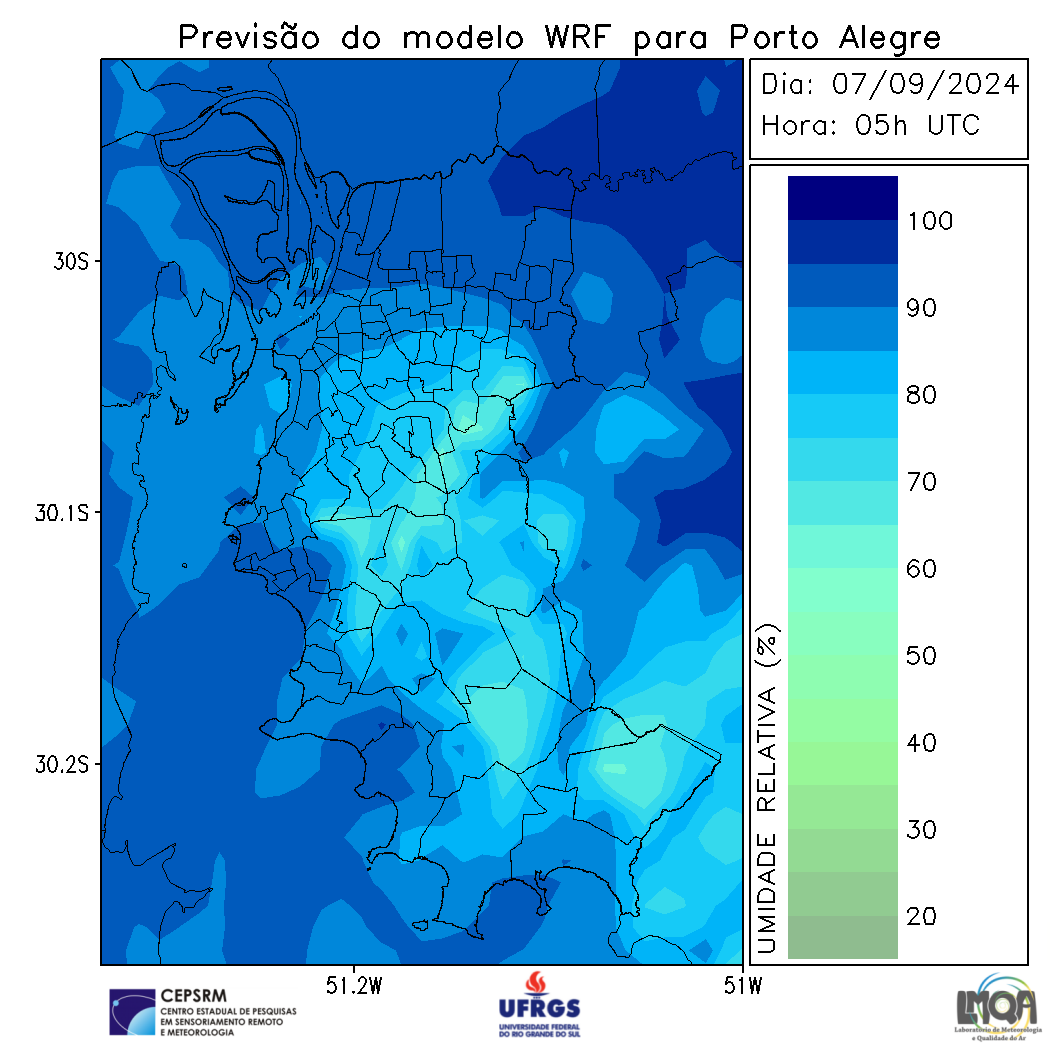 Previsão do modelo WRF para Porto Alegre
Dia: 07/09/2024
Hora: 05h UTC
100
90
80
70
60
50
40
30
20
UMIDADE RELATIVA (%)
30S
30.1S
30.2S
51.2W
51W
CEPSRM
CENTRO ESTADUAL DE PESQUISAS
EM SENSORIAMENTO REMOTO
E METEOROLOGIA
UFRGS
UNIVERSIDADE FEDERAL
DO RIO GRANDE DO SUL
LMQA
Laboratório de Meteorologia
e Qualidade do Ar